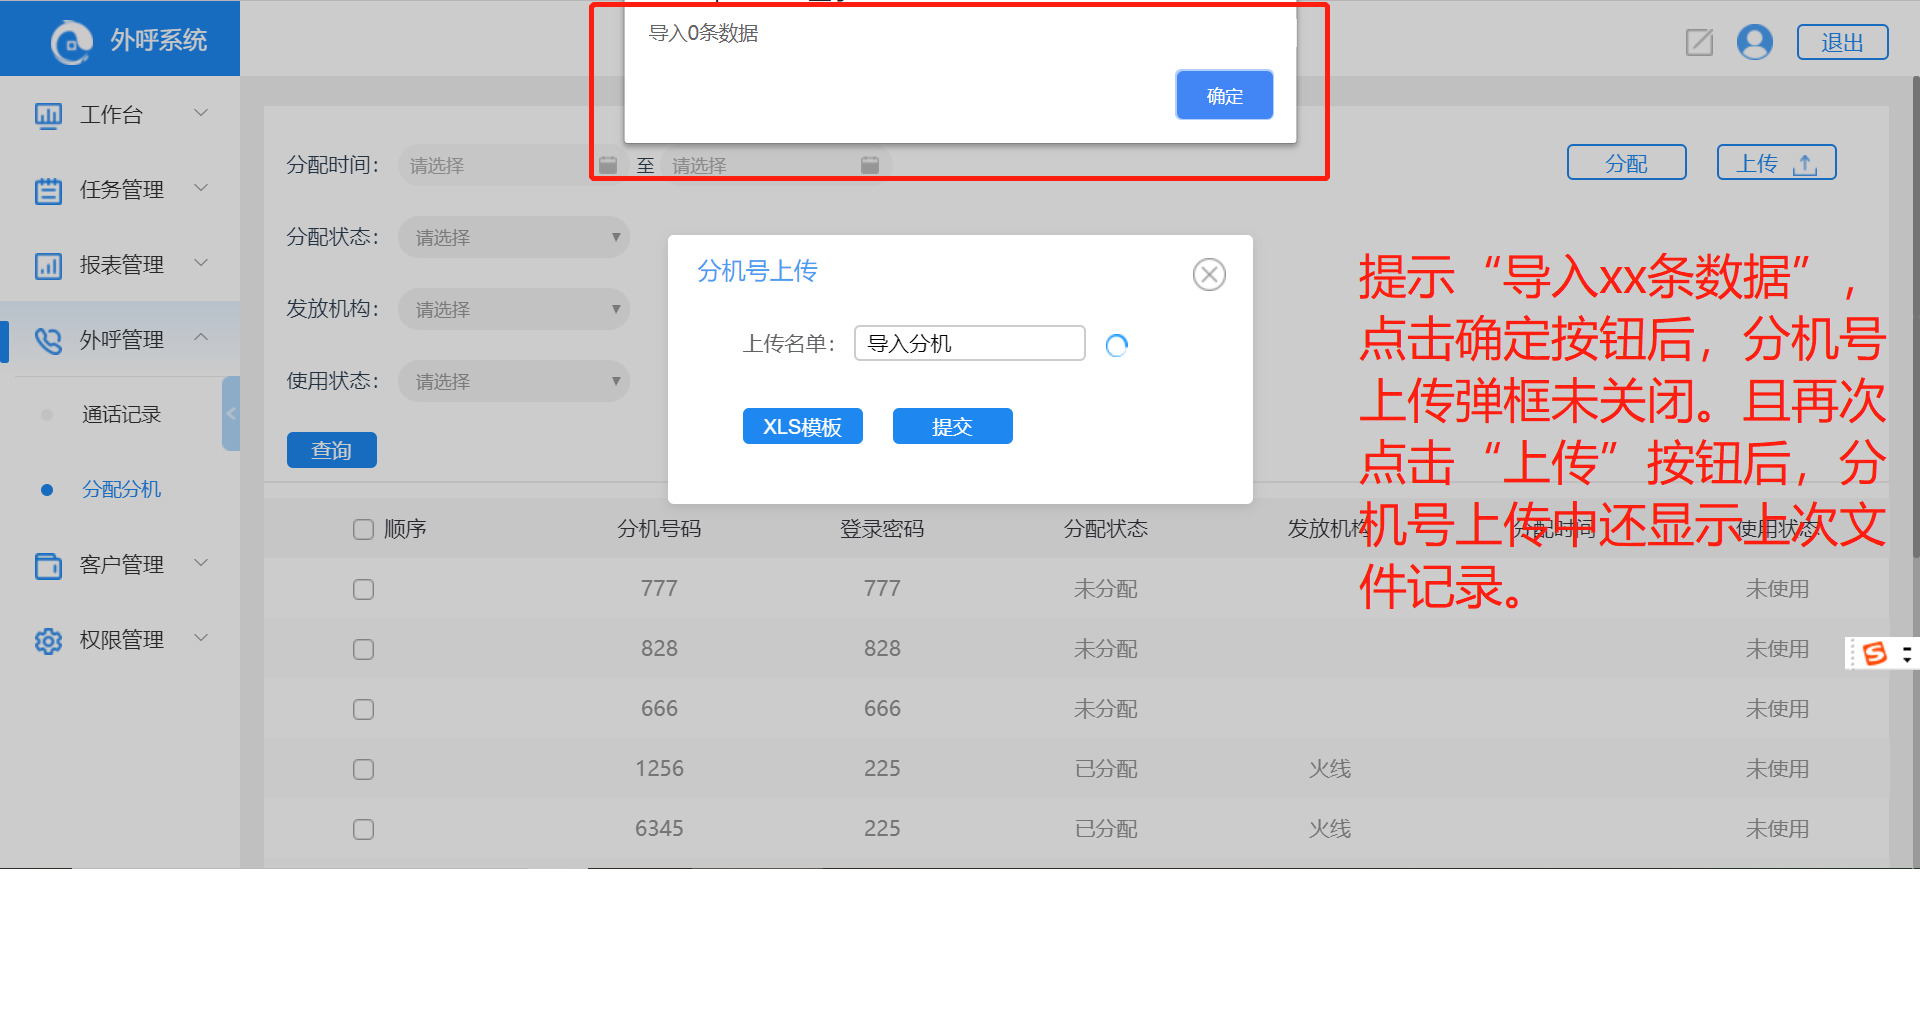 导入0条数据
确定
外呼系统
退出
工作台
任务管理
报表管理
外呼管理
通话记录
分配分机
客户管理
权限管理
分配时间：
请选择
至
请选择
分配
上传
分配状态：
请选择
发放机构：
请选择
使用状态：
请选择
查询
分机号上传
上传名单：
导入分机
XLS模板
提交
提示“导入xx条数据”，
点击确定按钮后，分机号
上传弹框未关闭。且再次
点击“上传”按钮后，分
机号上传中还显示上次文
件记录。
顺序 分机号码 登录密码 分配状态 发放机构 分配时间 使用状态
777 777 未分配 未使用
828 828 未分配 未使用
666 666 未分配 未使用
1256 225 已分配 火线 未使用
6345 225 已分配 火线 未使用